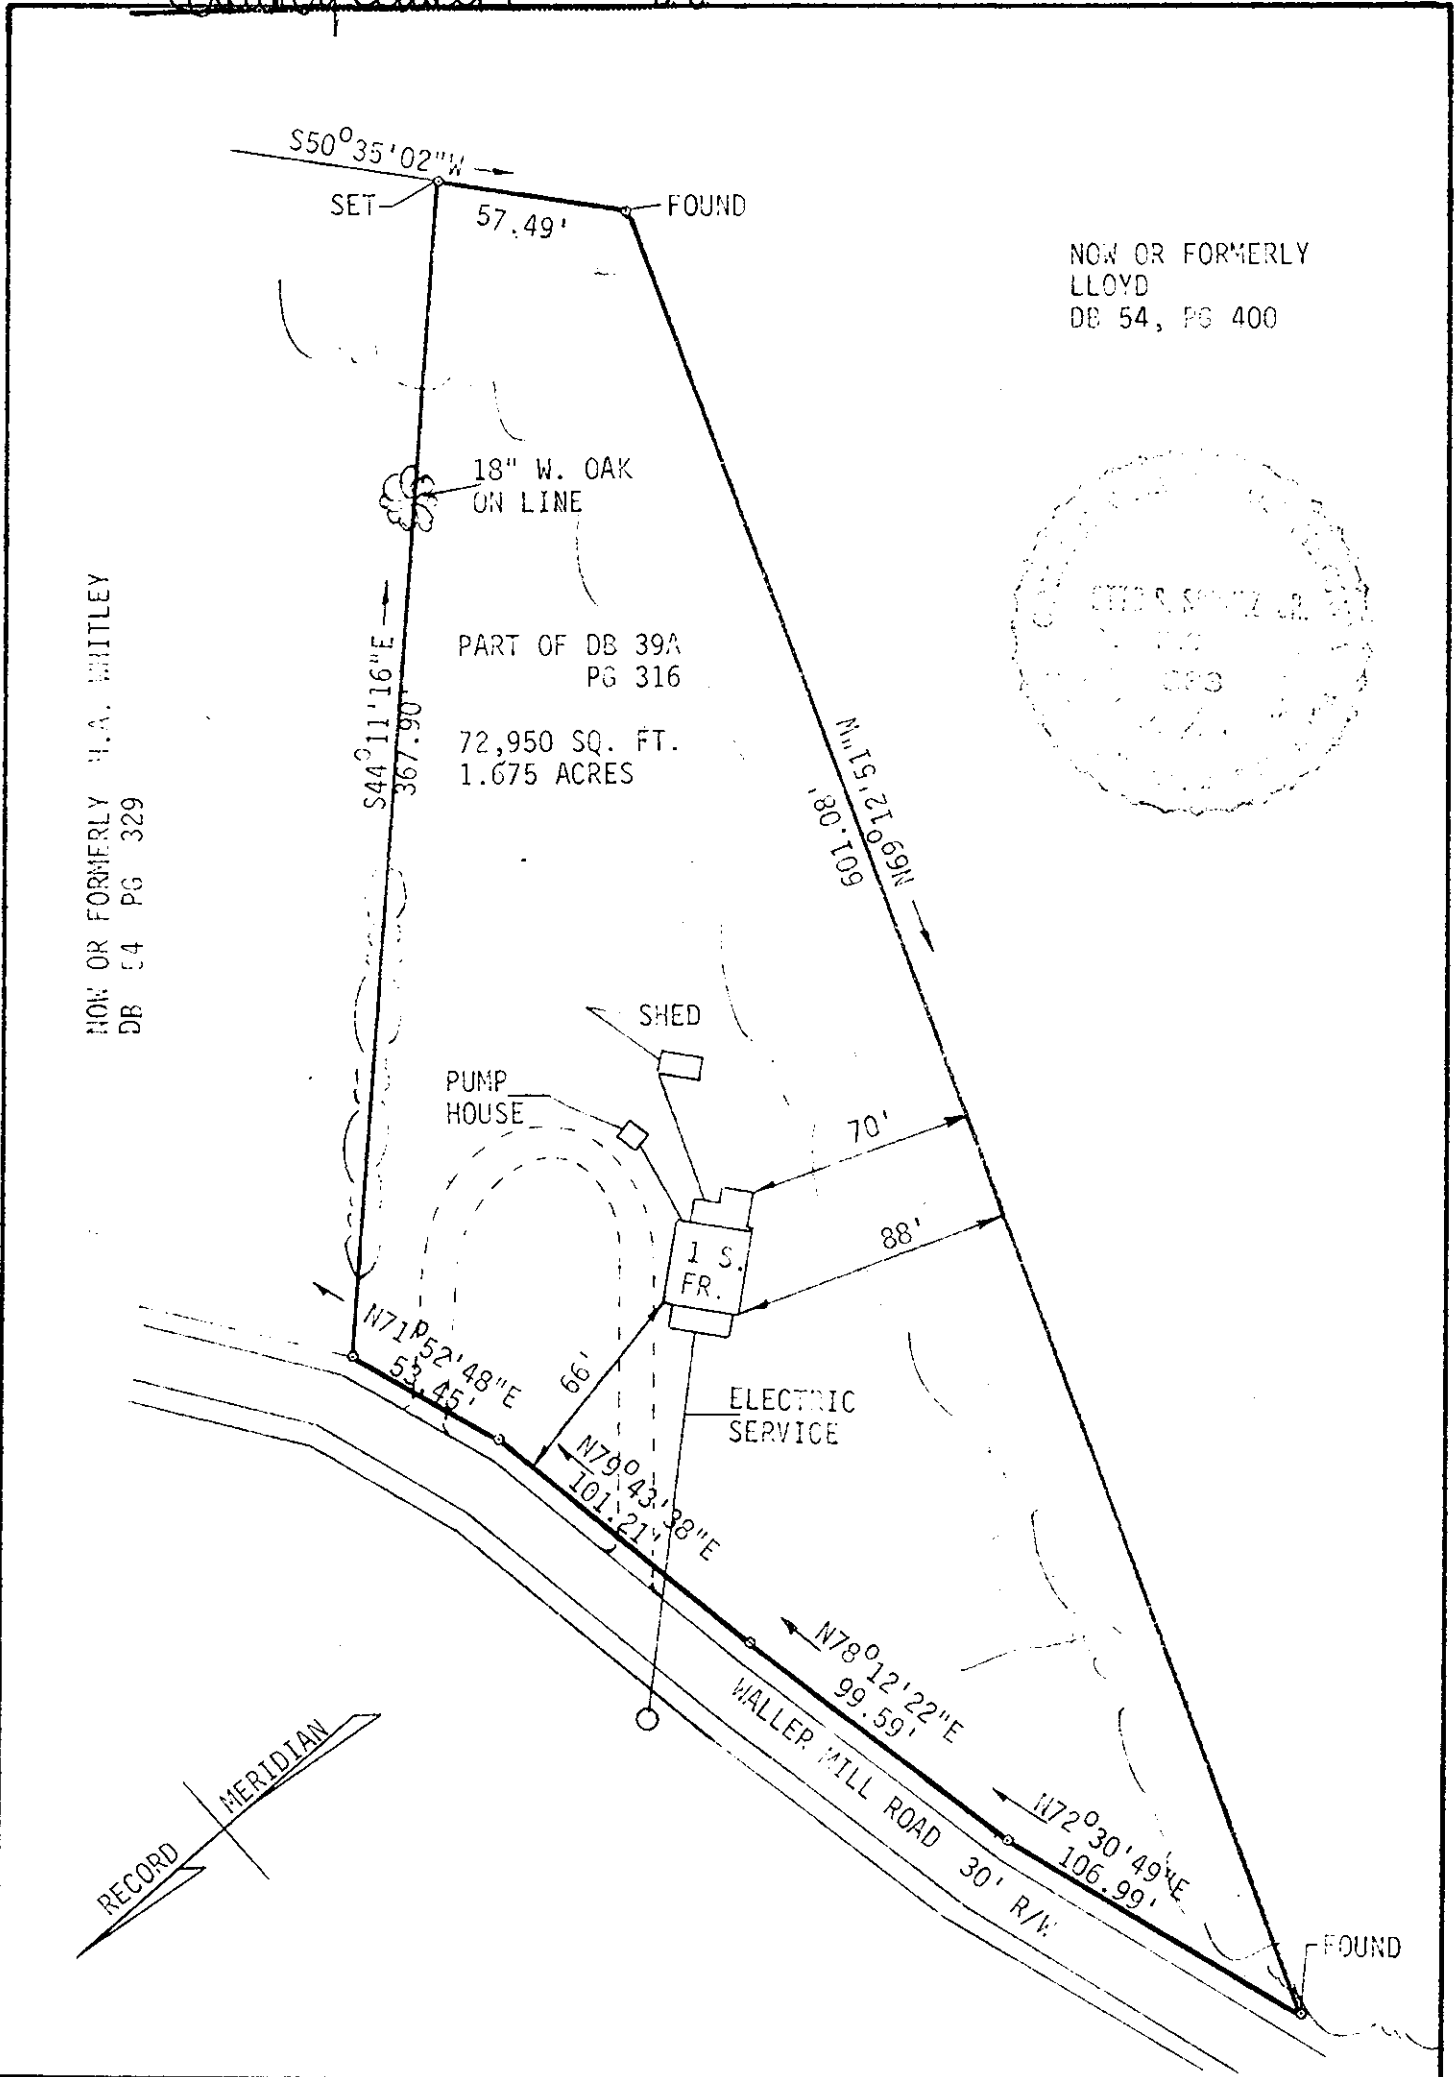 S50°35'02"W
SET
57.49'
FOUND
NOW OR FORMERLY
LLOYD
DB 54, PG 400
18" W. OAK
ON LINE
NOW OR FORMERLY WHITLEY
DB PG 329
S44°11'16"E
367.90'
PART OF DB 39A
PG 316
72,950 SQ. FT.
1.675 ACRES
N69°12'51"W
601.08'
SHED
PUMP
HOUSE
70'
88'
1 S.
FR.
66'
N71°52'48"E
53.45'
ELECTRIC
SERVICE
N79°43'38"E
101.21'
N78°12'22"E
99.59'
WALLER MILL ROAD 30' R/W
N72°30'49"E
106.99'
RECORD MERIDIAN
FOUND